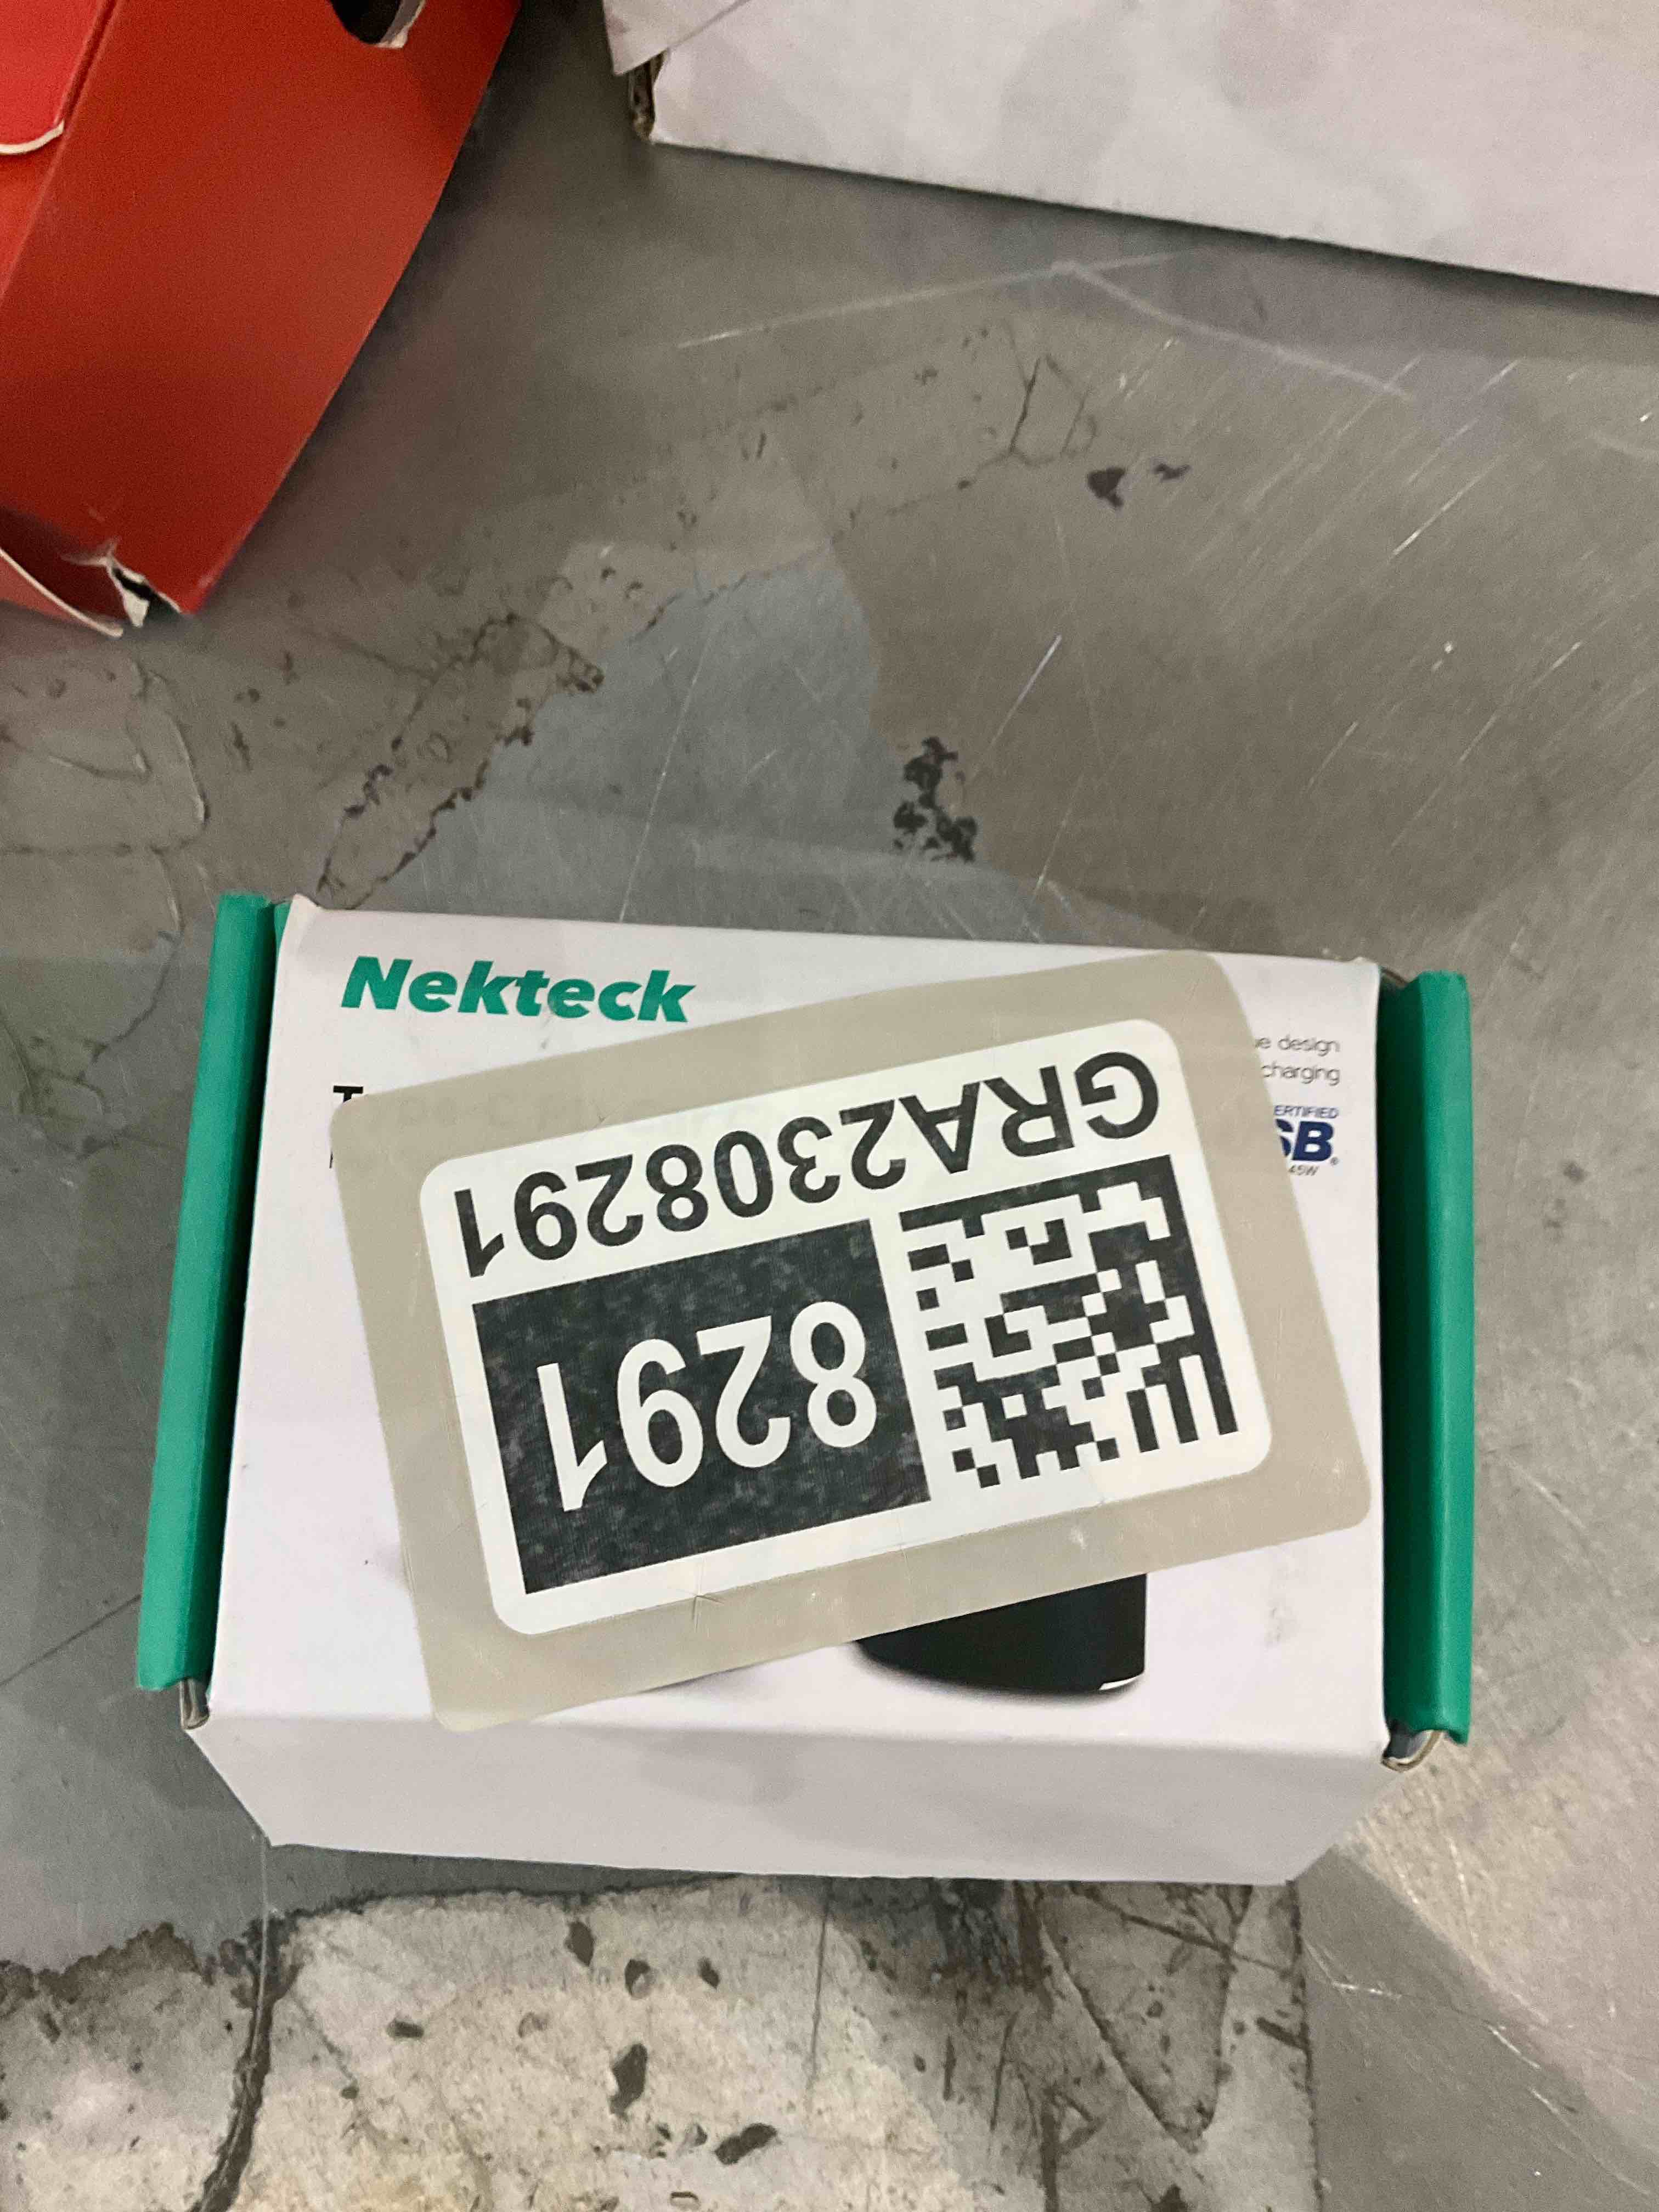 Nekteck
e design
charging
ERTIFIED
SB®
45W
GRA2308291
8291